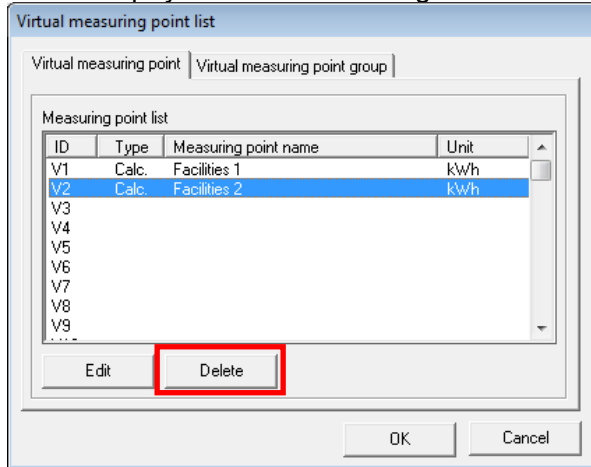 Virtual measuring point list
Virtual measuring point Virtual measuring point group
Measuring point list
ID Type Measuring point name Unit
V1 Calc. Facilities 1 kWh
V2 Calc. Facilities 2 kWh
V3
V4
V5
V6
V7
V8
V9
Edit Delete
OK Cancel